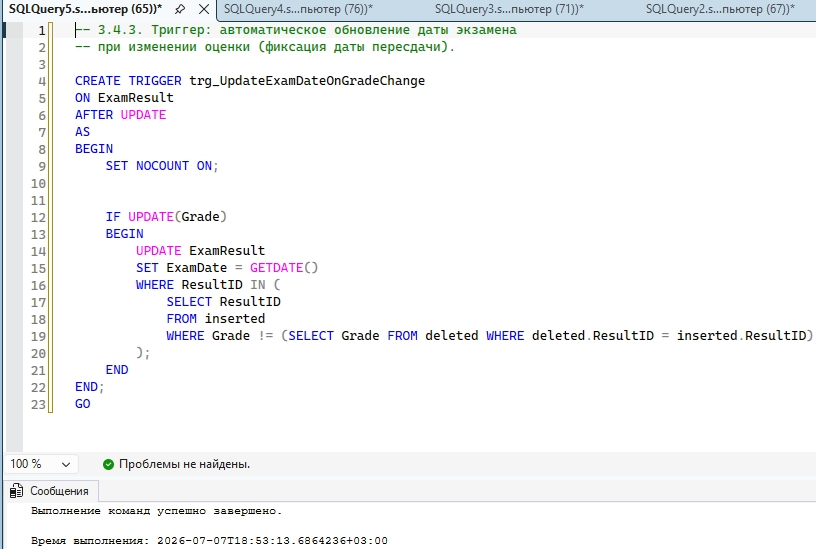 SQLQuery5.s...ьютер (65))* SQLQuery4.s...пьютер (76))* SQLQuery3.s...пьютер (71))* SQLQuery2.s...пьютер (67))*
1 -- 3.4.3. Триггер: автоматическое обновление даты экзамена
2 -- при изменении оценки (фиксация даты пересдачи).
3
4 CREATE TRIGGER trg_UpdateExamDateOnGradeChange
5 ON ExamResult
6 AFTER UPDATE
7 AS
8 BEGIN
9 SET NOCOUNT ON;
10
11
12 IF UPDATE(Grade)
13 BEGIN
14 UPDATE ExamResult
15 SET ExamDate = GETDATE()
16 WHERE ResultID IN (
17 SELECT ResultID
18 FROM inserted
19 WHERE Grade != (SELECT Grade FROM deleted WHERE deleted.ResultID = inserted.ResultID)
20 );
21 END
22 END;
23 GO
100 % Проблемы не найдены.
Сообщения
Выполнение команд успешно завершено.
Время выполнения: 2026-07-07T18:53:13.6864236+03:00